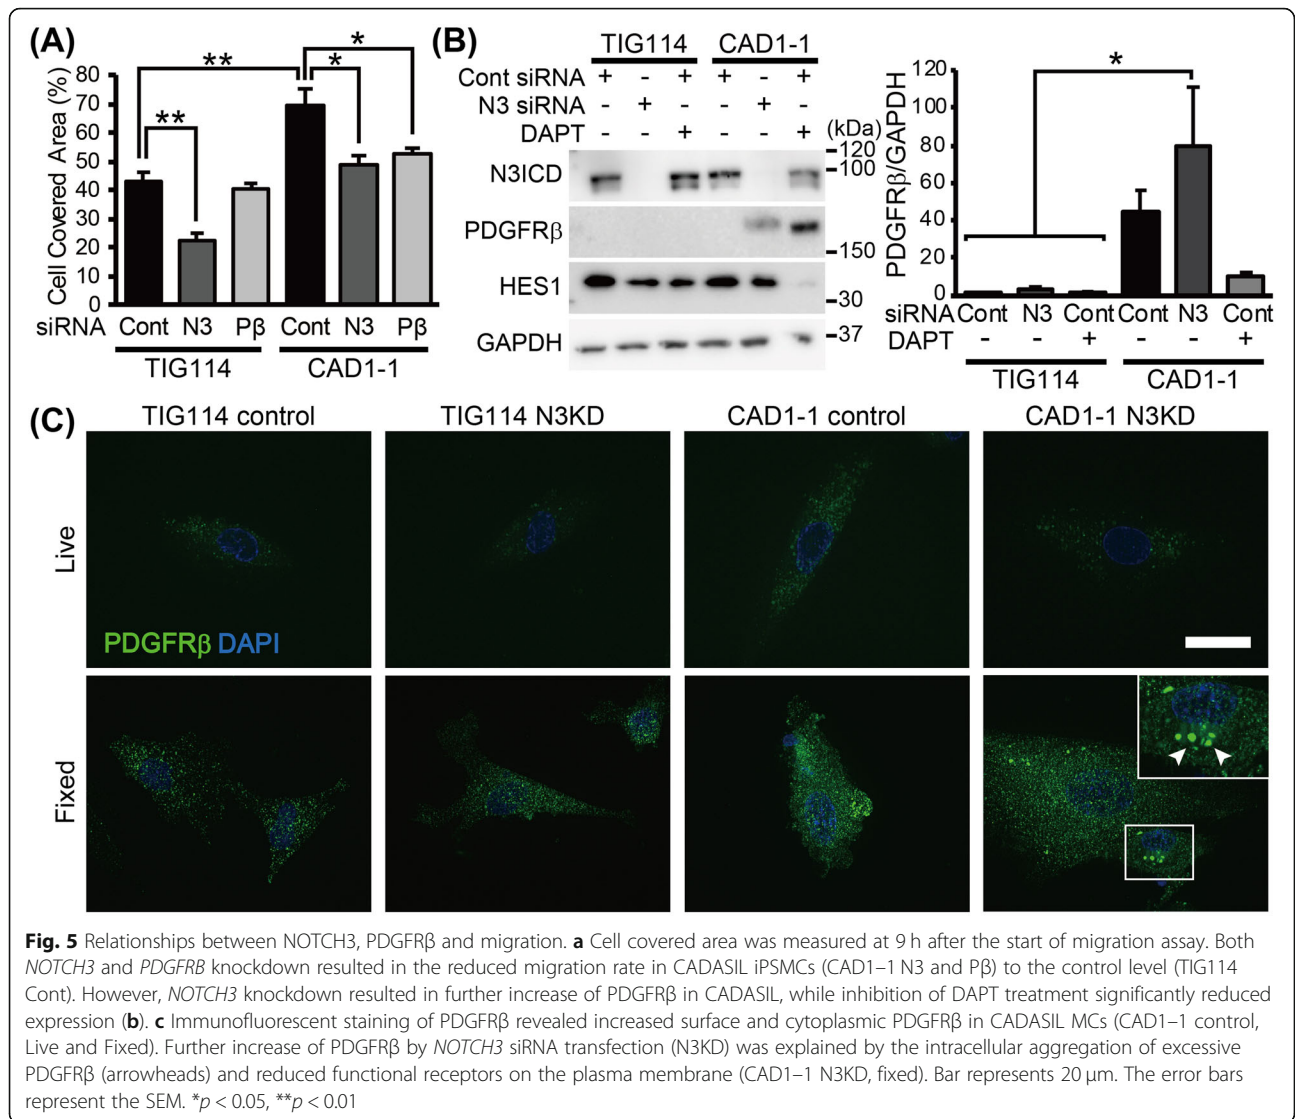 (A)
Cell Covered Area (%)
80
70
60
50
40
30
20
10
0
**
**
*
*
siRNA Cont N3 Pβ Cont N3 Pβ
TIG114 CAD1-1
(B)
TIG114 CAD1-1
Cont siRNA + - + + - +
N3 siRNA - + - - + -
DAPT - - + - - + (kDa)
N3ICD
120
100
PDGFRβ
150
HES1
30
GAPDH
37
PDGFRβ/GAPDH
120
100
80
60
40
20
0
*
siRNA Cont N3 Cont Cont N3 Cont
DAPT - - + - - +
TIG114 CAD1-1
(C)
TIG114 control TIG114 N3KD CAD1-1 control CAD1-1 N3KD
Live
PDGFRβ DAPI
Fixed
Fig. 5 Relationships between NOTCH3, PDGFRβ and migration. a Cell covered area was measured at 9 h after the start of migration assay. Both
NOTCH3 and PDGFRB knockdown resulted in the reduced migration rate in CADASIL iPSMCs (CAD1–1 N3 and Pβ) to the control level (TIG114
Cont). However, NOTCH3 knockdown resulted in further increase of PDGFRβ in CADASIL, while inhibition of DAPT treatment significantly reduced
expression (b). c Immunofluorescent staining of PDGFRβ revealed increased surface and cytoplasmic PDGFRβ in CADASIL MCs (CAD1–1 control,
Live and Fixed). Further increase of PDGFRβ by NOTCH3 siRNA transfection (N3KD) was explained by the intracellular aggregation of excessive
PDGFRβ (arrowheads) and reduced functional receptors on the plasma membrane (CAD1–1 N3KD, fixed). Bar represents 20 μm. The error bars
represent the SEM. *p < 0.05, **p < 0.01